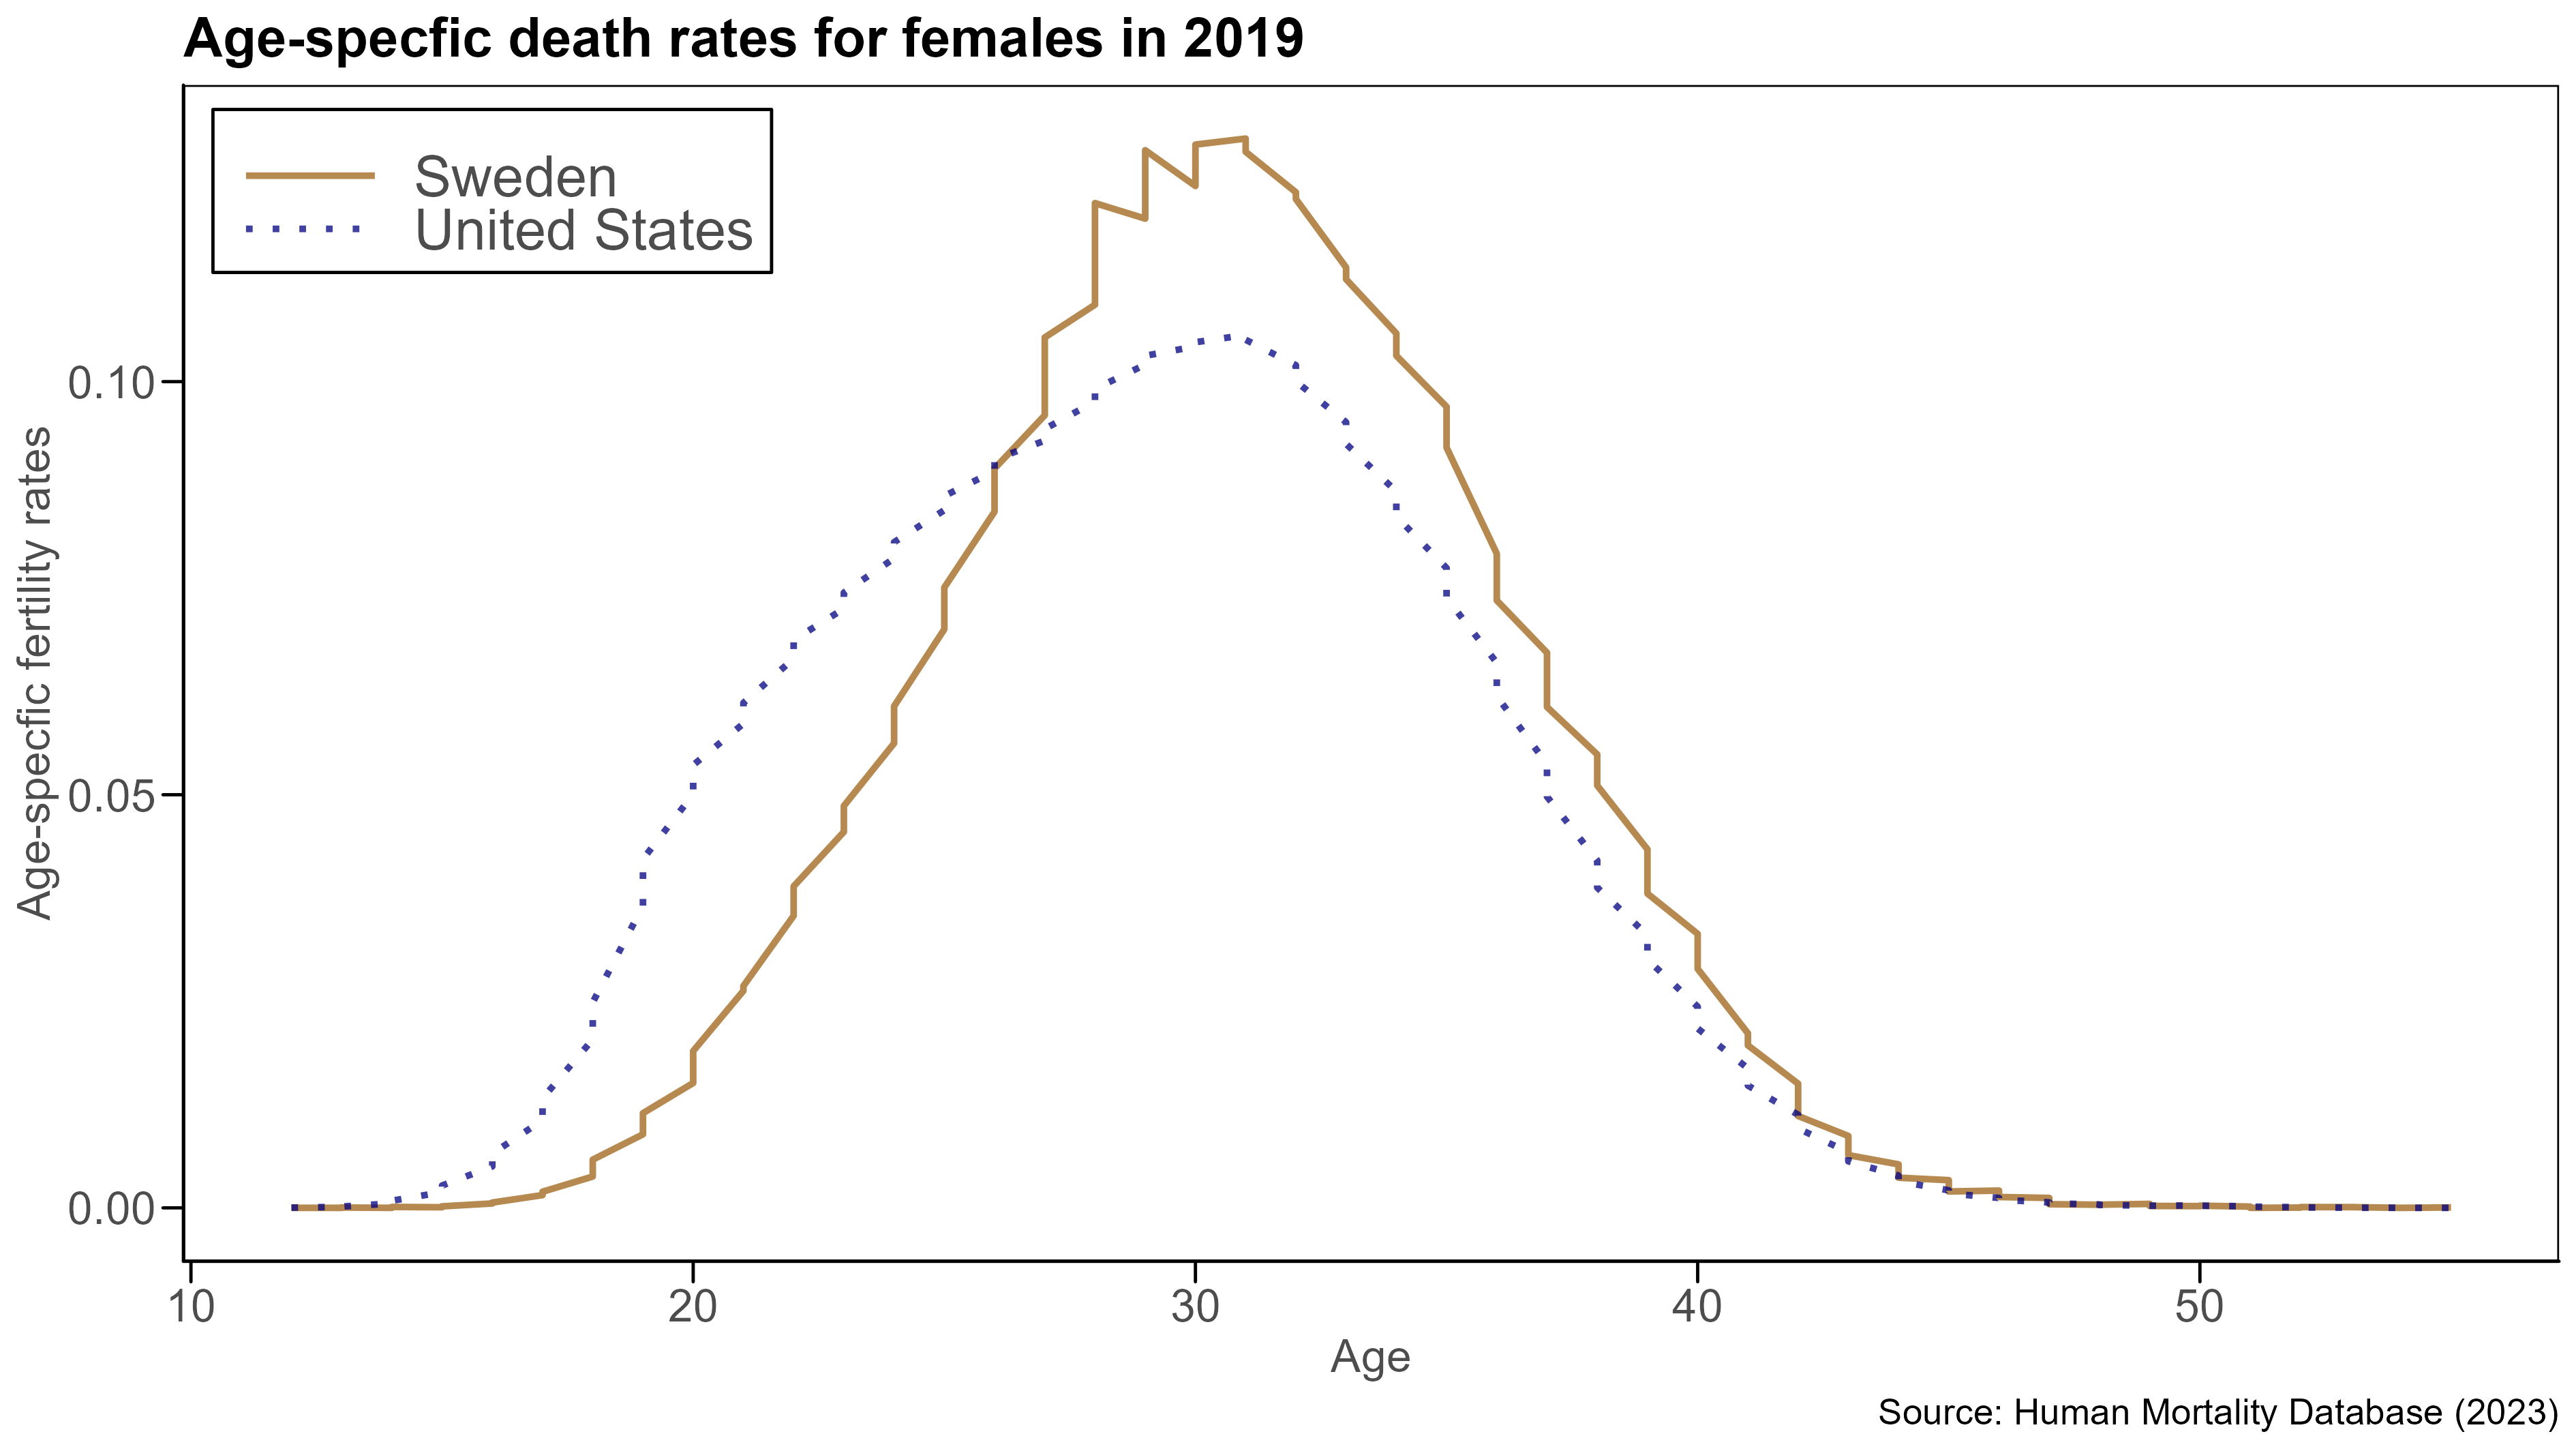 Age-specfic death rates for females in 2019
Sweden
United States
Age-specfic fertility rates
0.10
0.05
0.00
10
20
30
40
50
Age
Source: Human Mortality Database (2023)